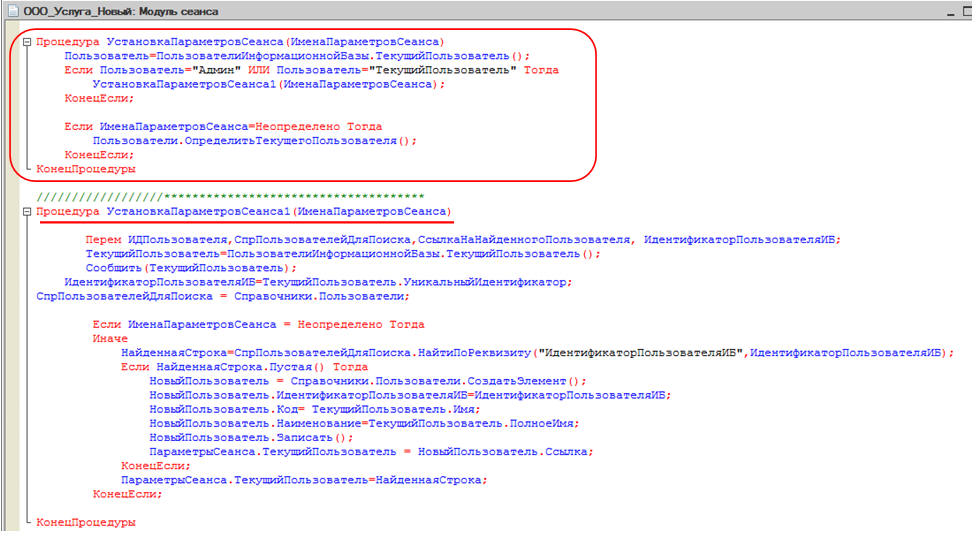 ООО_Услуга_Новый: Модуль сеанса
Процедура УстановкаПараметровСеанса(ИменаПараметровСеанса)
Пользователь=ПользователиИнформационнойБазы.ТекущийПользователь();
Если Пользователь="Админ" ИЛИ Пользователь="ТекущийПользователь" Тогда
УстановкаПараметровСеанса1(ИменаПараметровСеанса);
КонецЕсли;
Если ИменаПараметровСеанса=Неопределено Тогда
Пользователи.ОпределитьТекущегоПользователя();
КонецЕсли;
КонецПроцедуры
//////////////////*************************************
Процедура УстановкаПараметровСеанса1(ИменаПараметровСеанса)
Перем ИДПользователя,СпрПользователейДляПоиска,СсылкаНаНайденногоПользователя, ИдентификаторПользователяИБ;
ТекущийПользователь=ПользователиИнформационнойБазы.ТекущийПользователь();
Сообщить(ТекущийПользователь);
ИдентификаторПользователяИБ=ТекущийПользователь.УникальныйИдентификатор;
СпрПользователейДляПоиска = Справочники.Пользователи;
Если ИменаПараметровСеанса = Неопределено Тогда
Иначе
НайденнаяСтрока=СпрПользователейДляПоиска.НайтиПоРеквизиту("ИдентификаторПользователяИБ",ИдентификаторПользователяИБ);
Если НайденнаяСтрока.Пустая() Тогда
НовыйПользователь = Справочники.Пользователи.СоздатьЭлемент();
НовыйПользователь.ИдентификаторПользователяИБ=ИдентификаторПользователяИБ;
НовыйПользователь.Код= ТекущийПользователь.Имя;
НовыйПользователь.Наименование=ТекущийПользователь.ПолноеИмя;
НовыйПользователь.Записать();
ПараметрыСеанса.ТекущийПользователь = НовыйПользователь.Ссылка;
КонецЕсли;
ПараметрыСеанса.ТекущийПользователь=НайденнаяСтрока;
КонецЕсли;
КонецПроцедуры